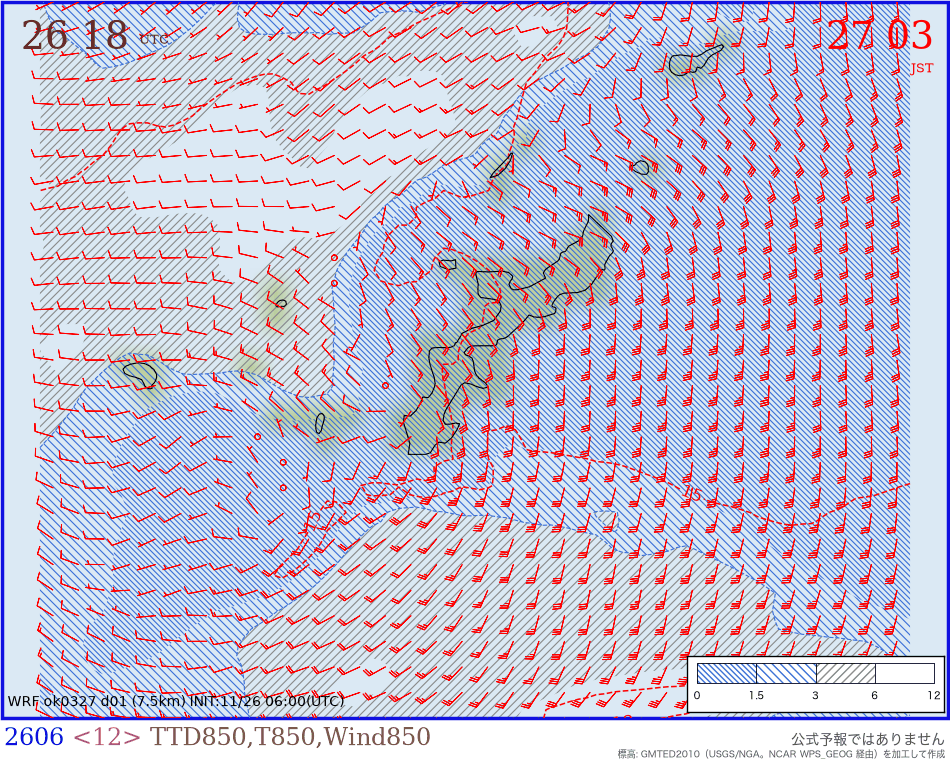 26 18 UTC
27 03 JST
15
15
0 1.5 3 6 12
WRF ok0327 d01 (7.5km) INIT:11/26 06:00(UTC)
2606 <12> TTD850,T850,Wind850
公式予報ではありません
標高: GMTED2010（USGS/NGA。NCAR WPS_GEOG 経由）を加工して作成